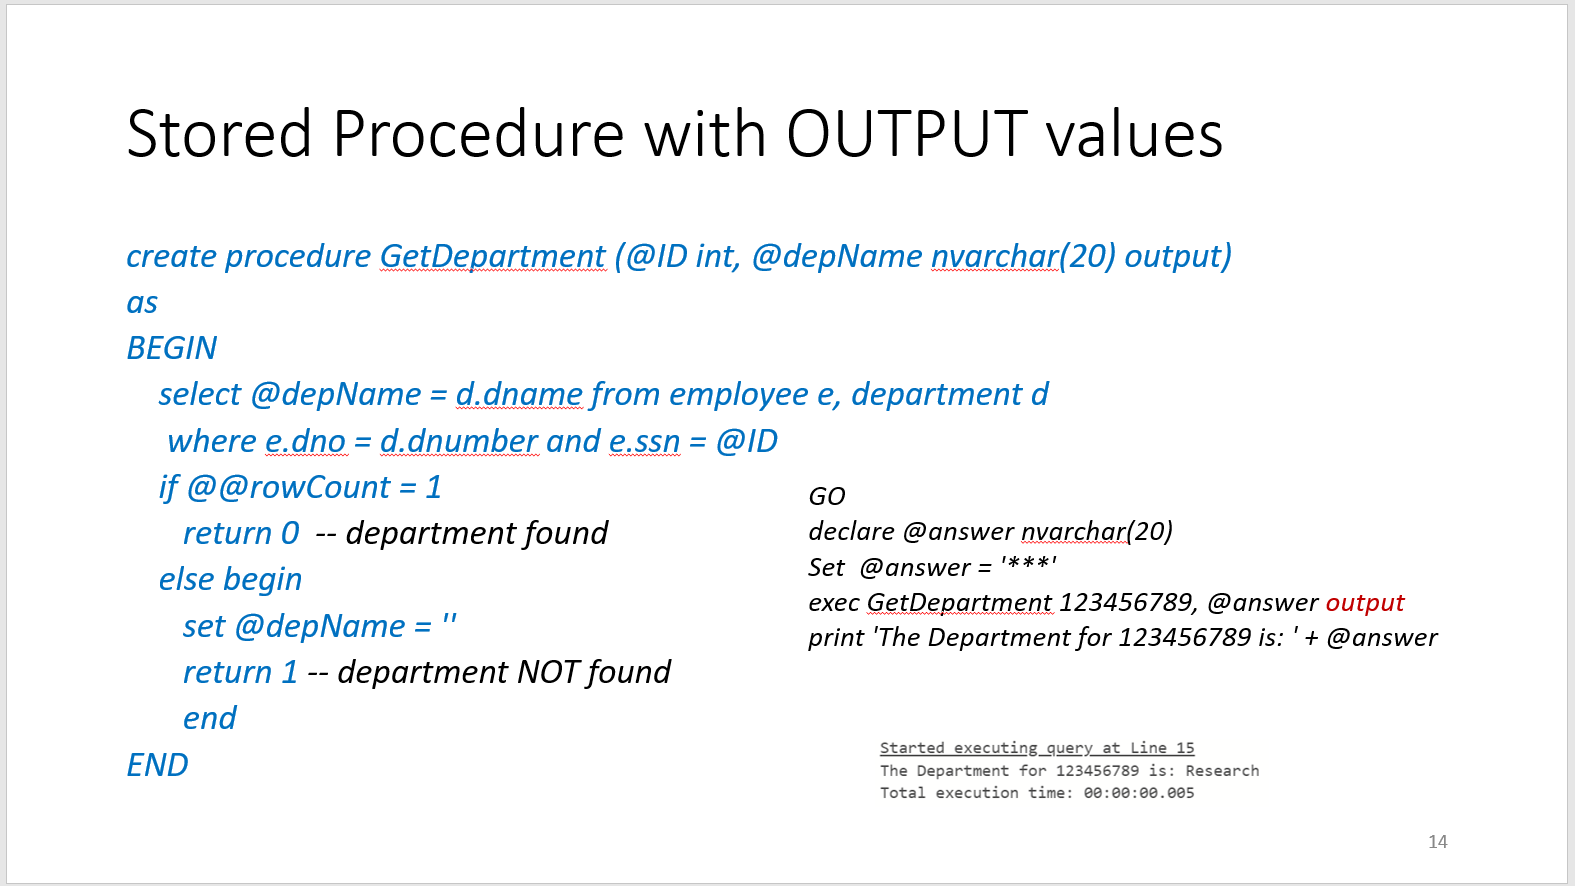 Stored Procedure with OUTPUT values
create procedure GetDepartment (@ID int, @depName nvarchar(20) output)
as
BEGIN
select @depName = d.dname from employee e, department d
where e.dno = d.dnumber and e.ssn = @ID
if @@rowCount = 1
return 0 -- department found
else begin
set @depName = ''
return 1 -- department NOT found
end
END
GO
declare @answer nvarchar(20)
Set @answer = '***'
exec GetDepartment 123456789, @answer output
print 'The Department for 123456789 is: ' + @answer
Started executing query at Line 15
The Department for 123456789 is: Research
Total execution time: 00:00:00.005
14